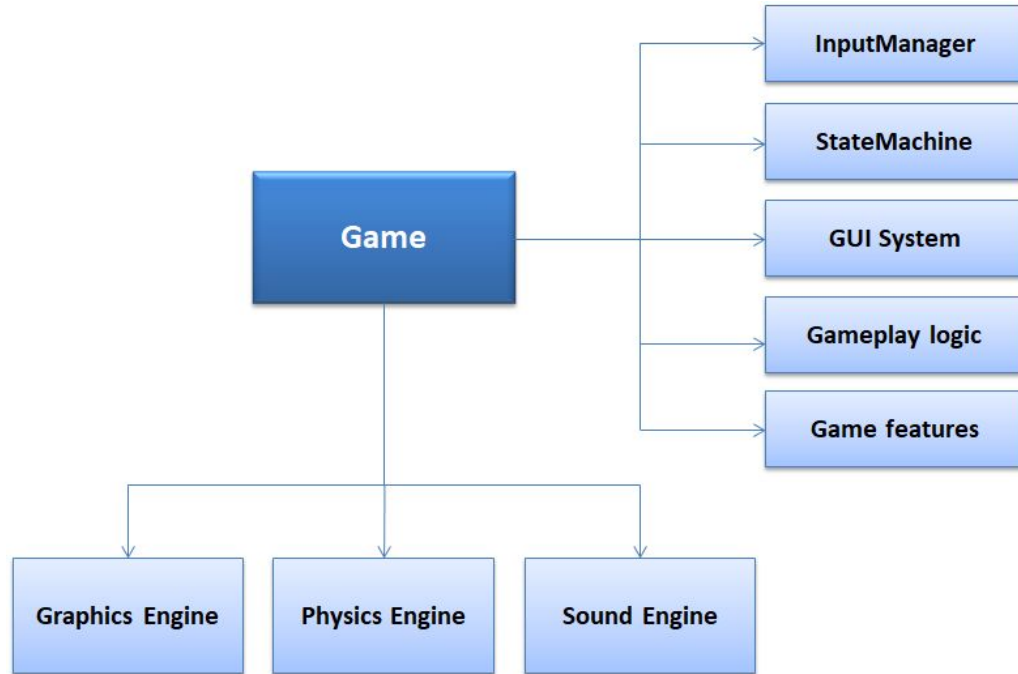 InputManager
StateMachine
Game
GUI System
Gameplay logic
Game features
Graphics Engine
Physics Engine
Sound Engine